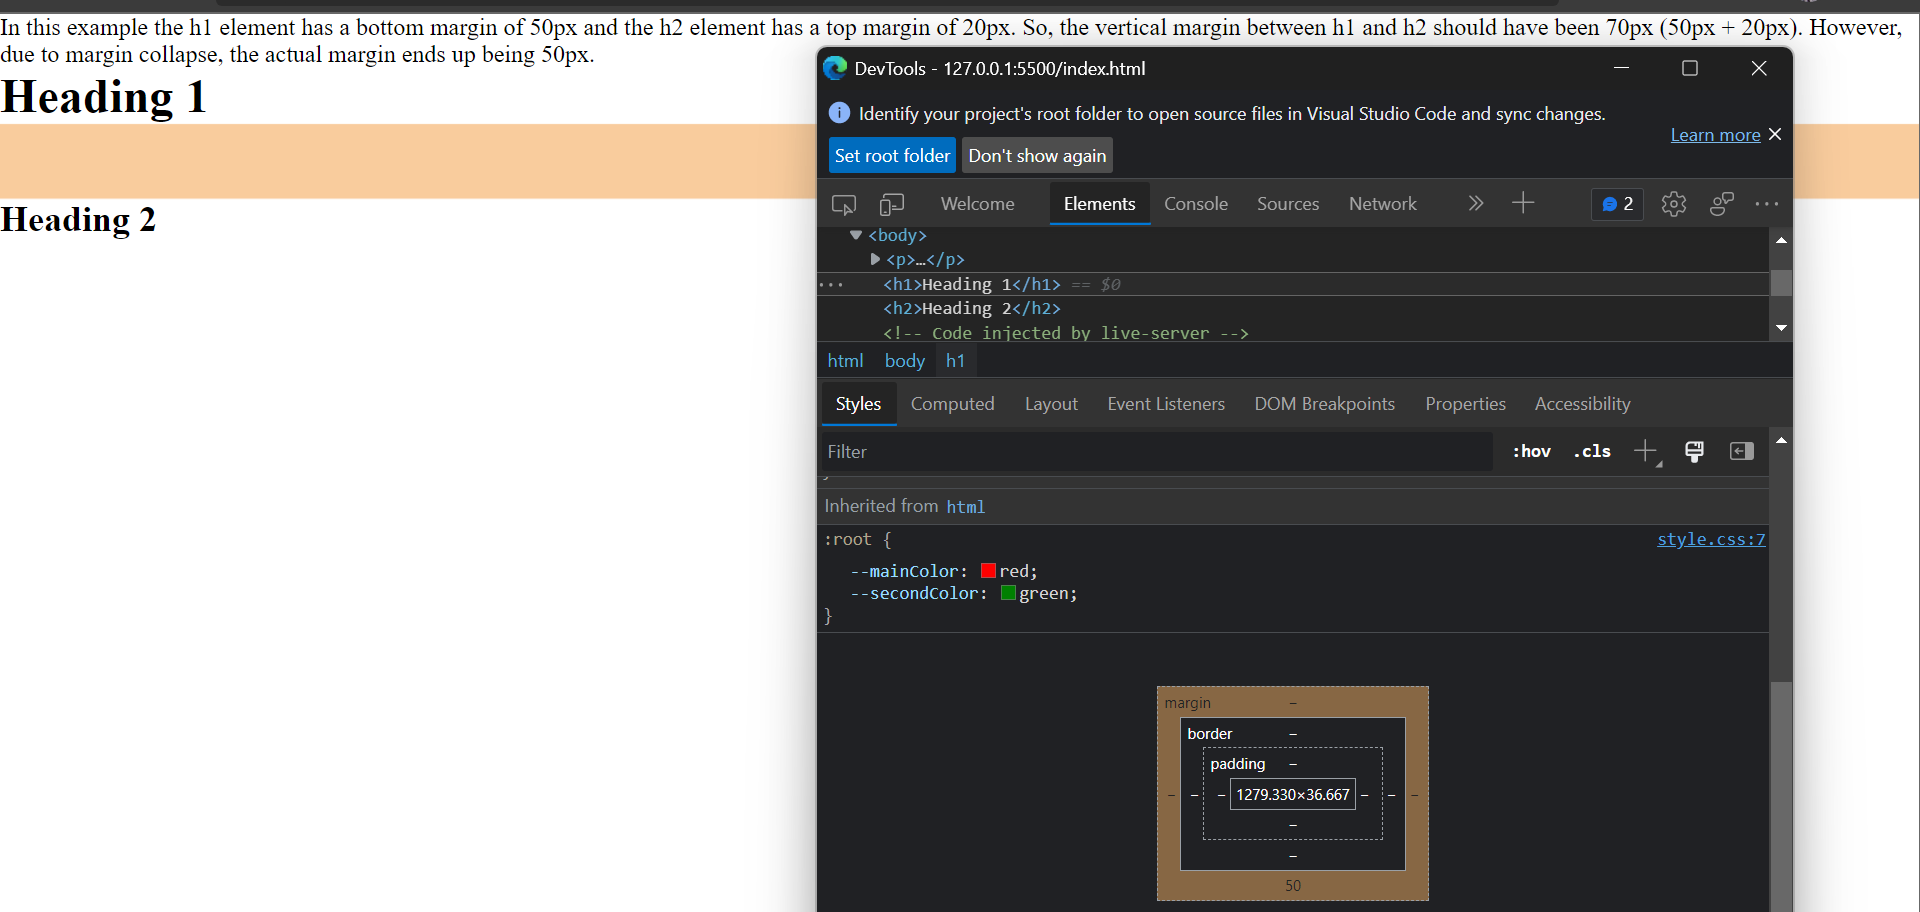 In this example the h1 element has a bottom margin of 50px and the h2 element has a top margin of 20px. So, the vertical margin between h1 and h2 should have been 70px (50px + 20px). However,
due to margin collapse, the actual margin ends up being 50px.
Heading 1
Heading 2
DevTools - 127.0.0.1:5500/index.html
Identify your project's root folder to open source files in Visual Studio Code and sync changes.
Learn more
Set root folder Don't show again
Welcome Elements Console Sources Network 2
<body>
<p>…</p>
<h1>Heading 1</h1> == $0
<h2>Heading 2</h2>
<!-- Code injected by live-server -->
html body h1
Styles Computed Layout Event Listeners DOM Breakpoints Properties Accessibility
Filter :hov .cls
Inherited from html
:root { style.css:7
--mainColor: red;
--secondColor: green;
}
margin –
border –
padding –
– – – 1279.330×36.667 – – –
–
–
50